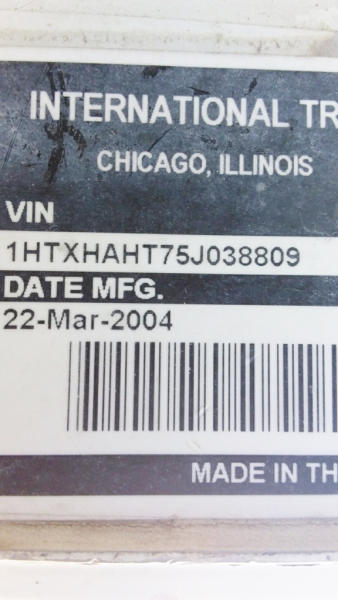 INTERNATIONAL TR
CHICAGO, ILLINOIS
VIN
1HTXHAHT75J038809
DATE MFG.
22-Mar-2004
MADE IN TH